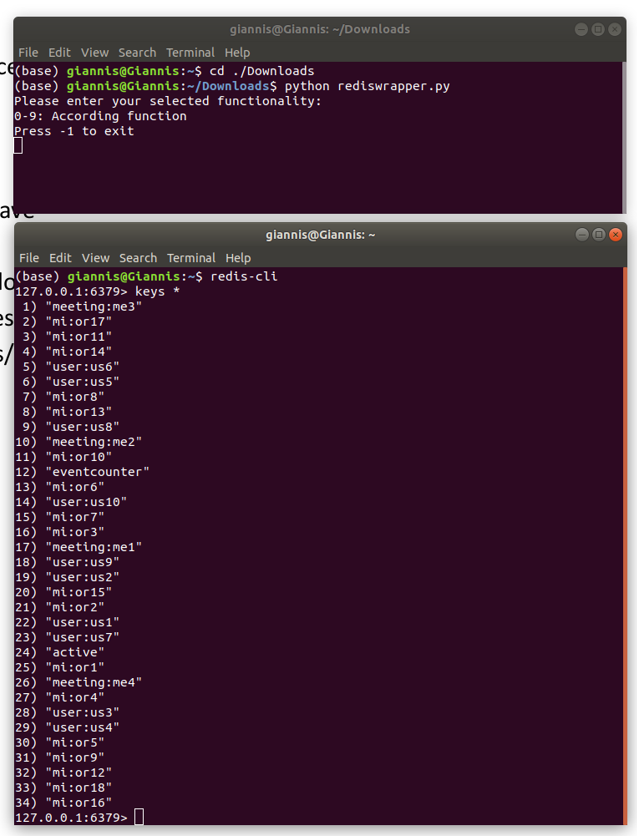 giannis@Giannis: ~/Downloads
File Edit View Search Terminal Help
(base) giannis@Giannis:~$ cd ./Downloads
(base) giannis@Giannis:~/Downloads$ python rediswrapper.py
Please enter your selected functionality:
0-9: According function
Press -1 to exit
giannis@Giannis: ~
File Edit View Search Terminal Help
(base) giannis@Giannis:~$ redis-cli
127.0.0.1:6379> keys *
1) "meeting:me3"
2) "mi:or17"
3) "mi:or11"
4) "mi:or14"
5) "user:us6"
6) "user:us5"
7) "mi:or8"
8) "mi:or13"
9) "user:us8"
10) "meeting:me2"
11) "mi:or10"
12) "eventcounter"
13) "mi:or6"
14) "user:us10"
15) "mi:or7"
16) "mi:or3"
17) "meeting:me1"
18) "user:us9"
19) "user:us2"
20) "mi:or15"
21) "mi:or2"
22) "user:us1"
23) "user:us7"
24) "active"
25) "mi:or1"
26) "meeting:me4"
27) "mi:or4"
28) "user:us3"
29) "user:us4"
30) "mi:or5"
31) "mi:or9"
32) "mi:or12"
33) "mi:or18"
34) "mi:or16"
127.0.0.1:6379>